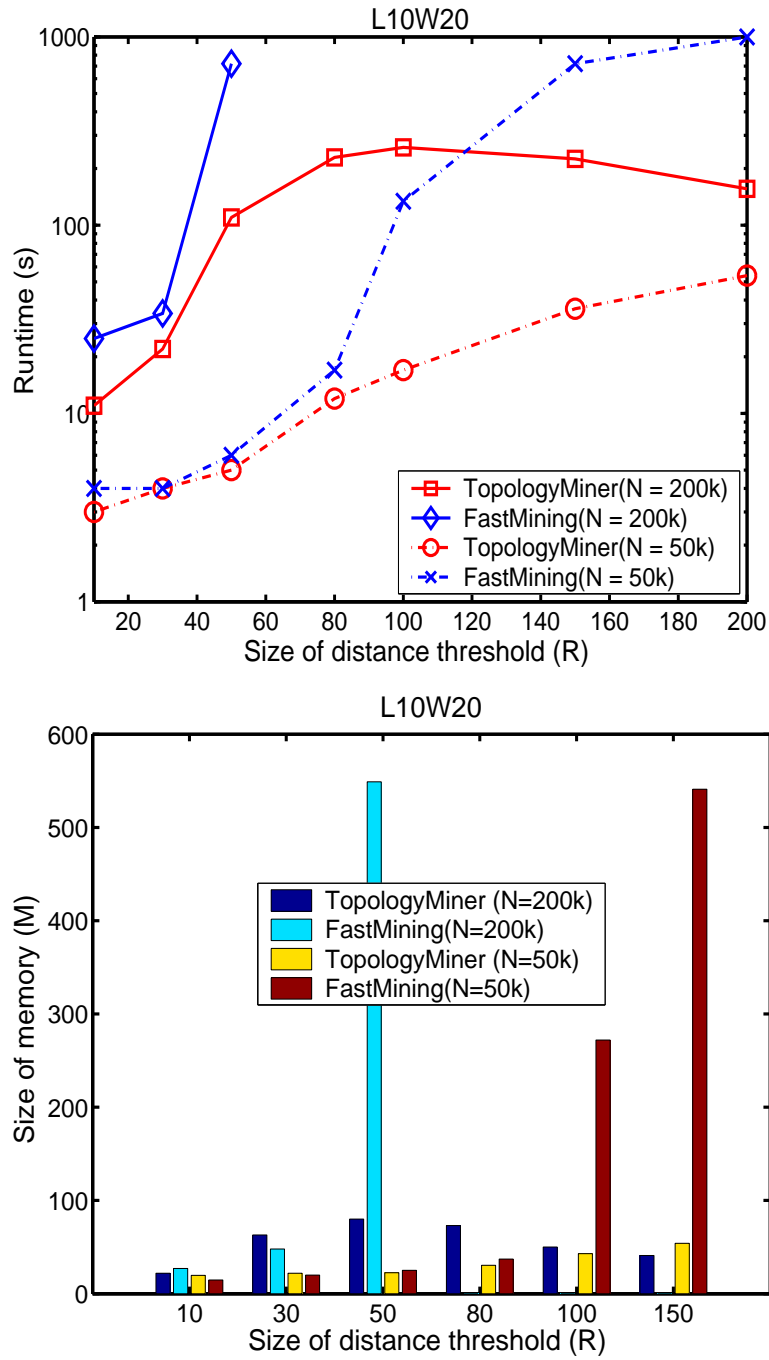 L10W20
1000
100
10
1
Runtime (s)
TopologyMiner(N = 200k)
FastMining(N = 200k)
TopologyMiner(N = 50k)
FastMining(N = 50k)
20 40 60 80 100 120 140 160 180 200
Size of distance threshold (R)
L10W20
600
500
400
300
200
100
0
Size of memory (M)
TopologyMiner (N=200k)
FastMining(N=200k)
TopologyMiner (N=50k)
FastMining(N=50k)
10 30 50 80 100 150
Size of distance threshold (R)